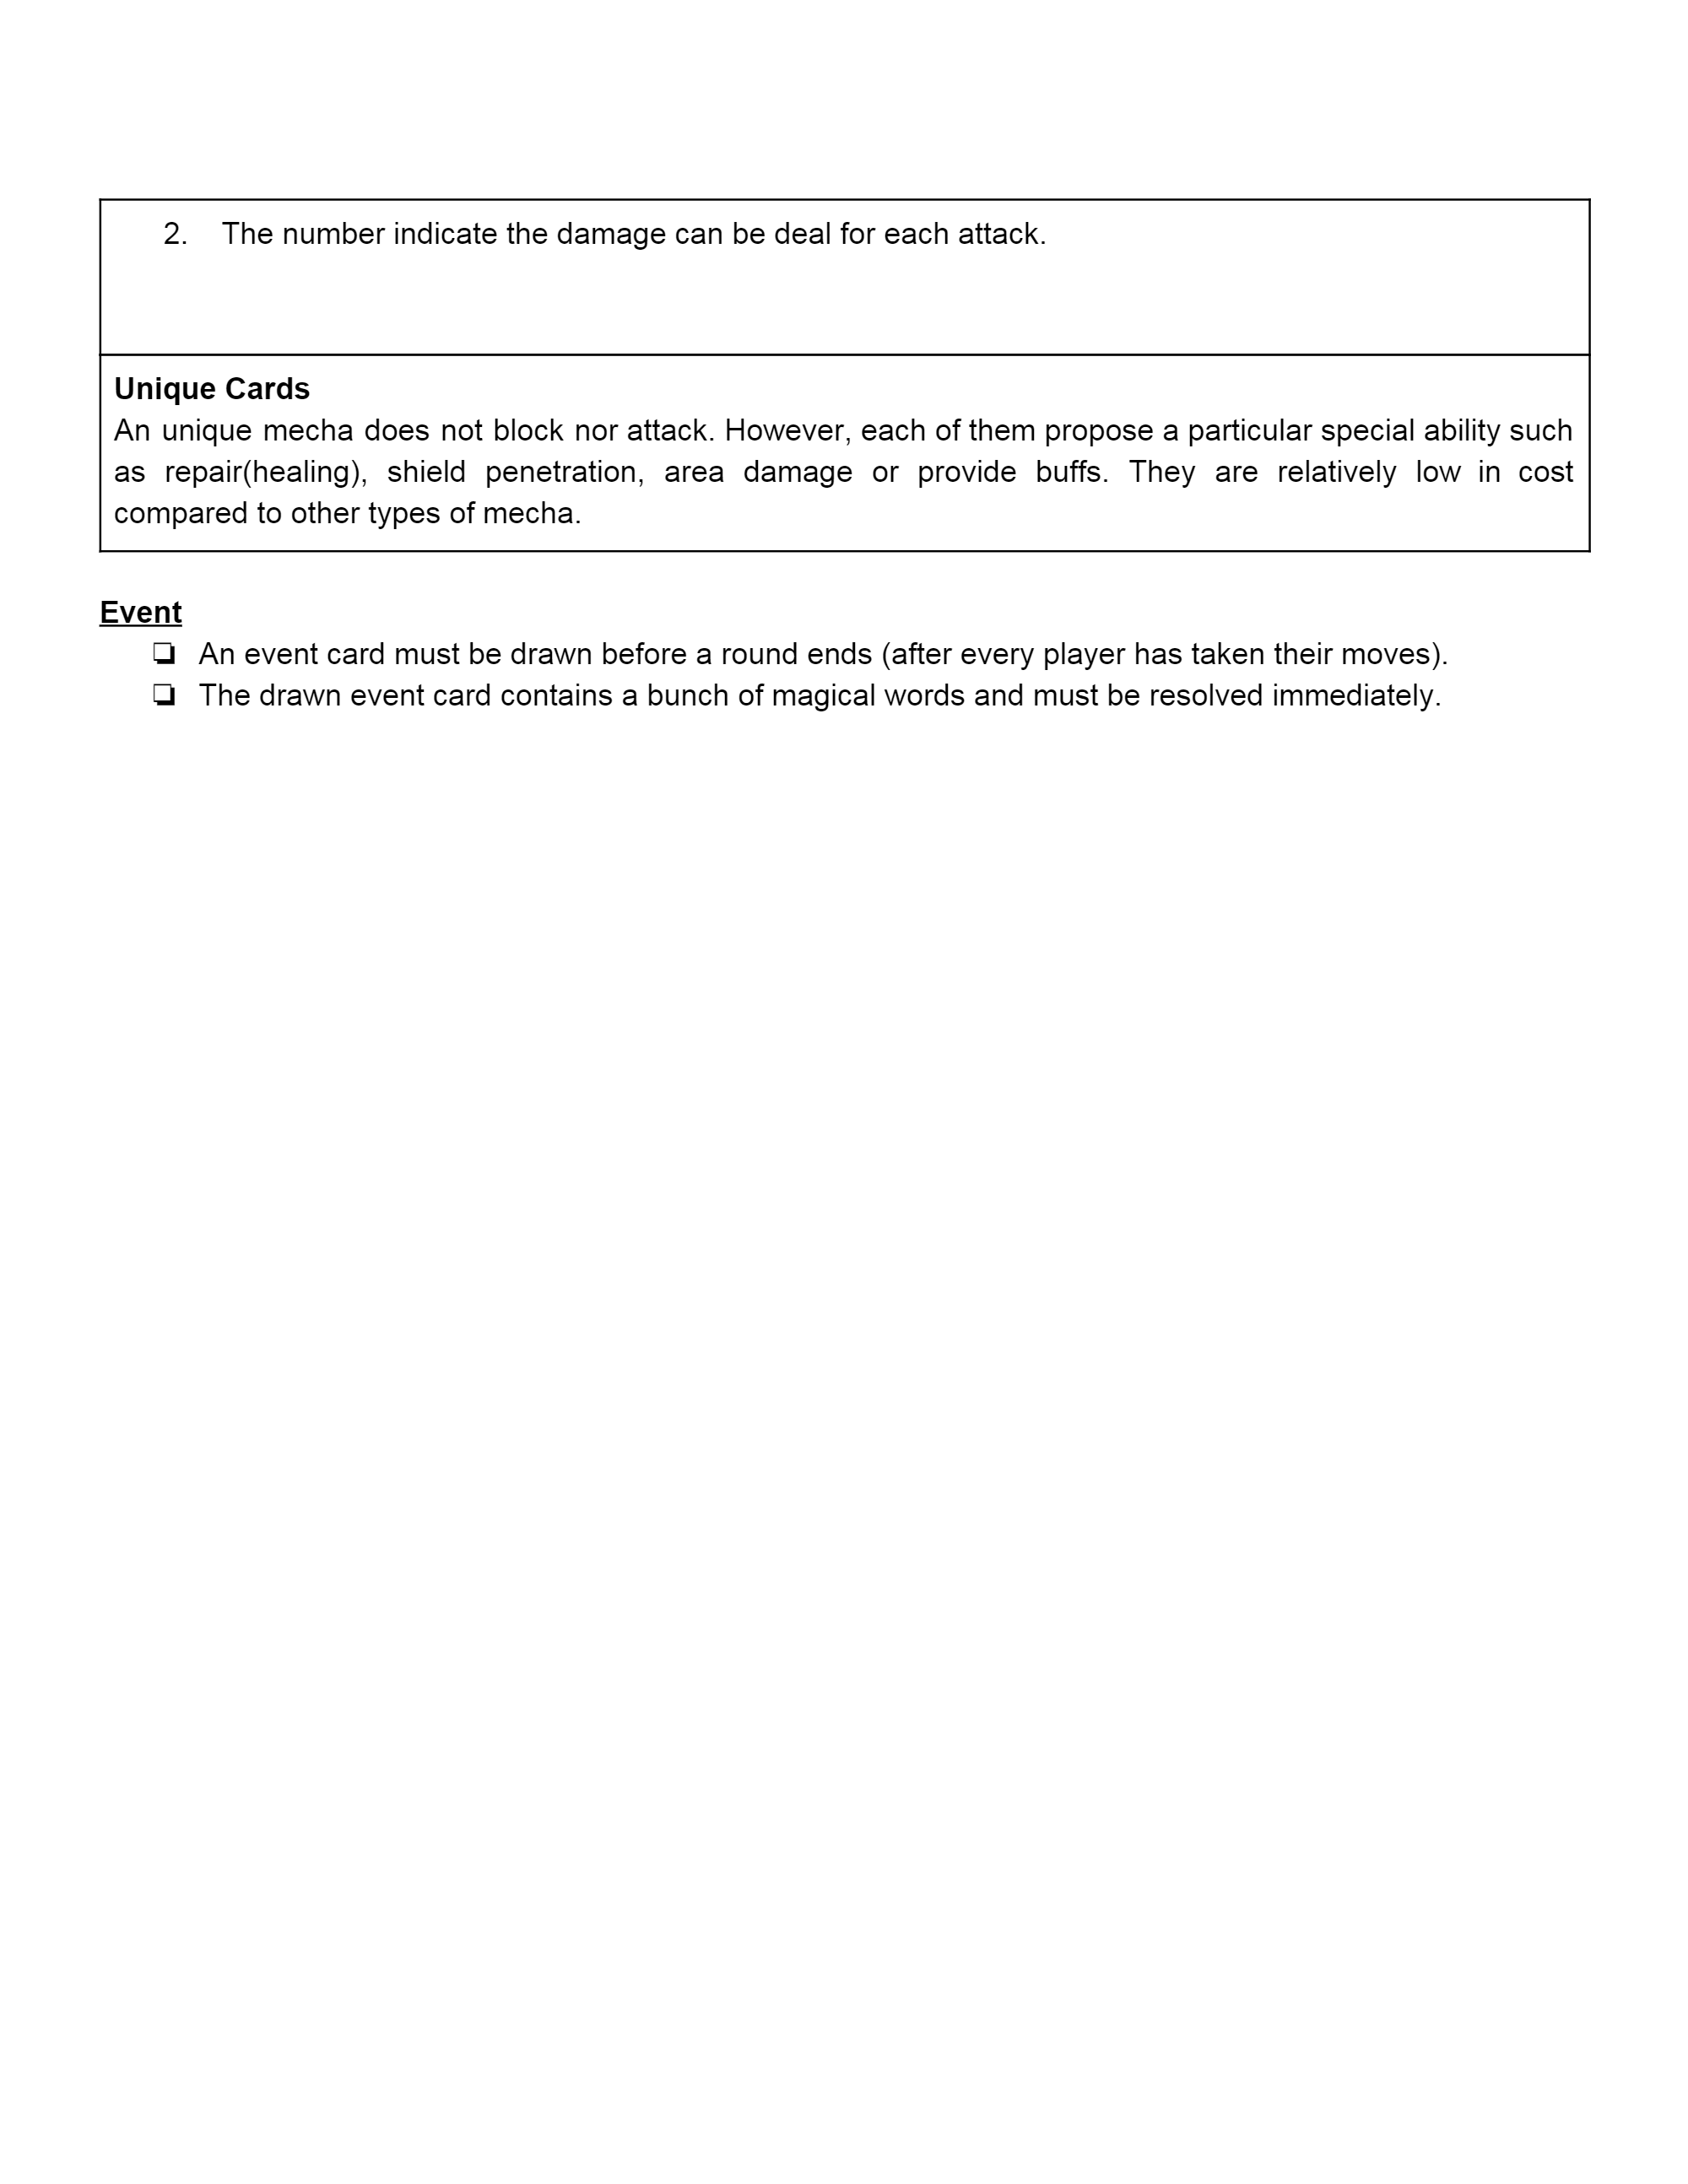 2. The number indicate the damage can be deal for each attack.
Unique Cards
An unique mecha does not block nor attack. However, each of them propose a particular special ability such
as repair(healing), shield penetration, area damage or provide buffs. They are relatively low in cost
compared to other types of mecha.
Event
❏ An event card must be drawn before a round ends (after every player has taken their moves).
❏ The drawn event card contains a bunch of magical words and must be resolved immediately.